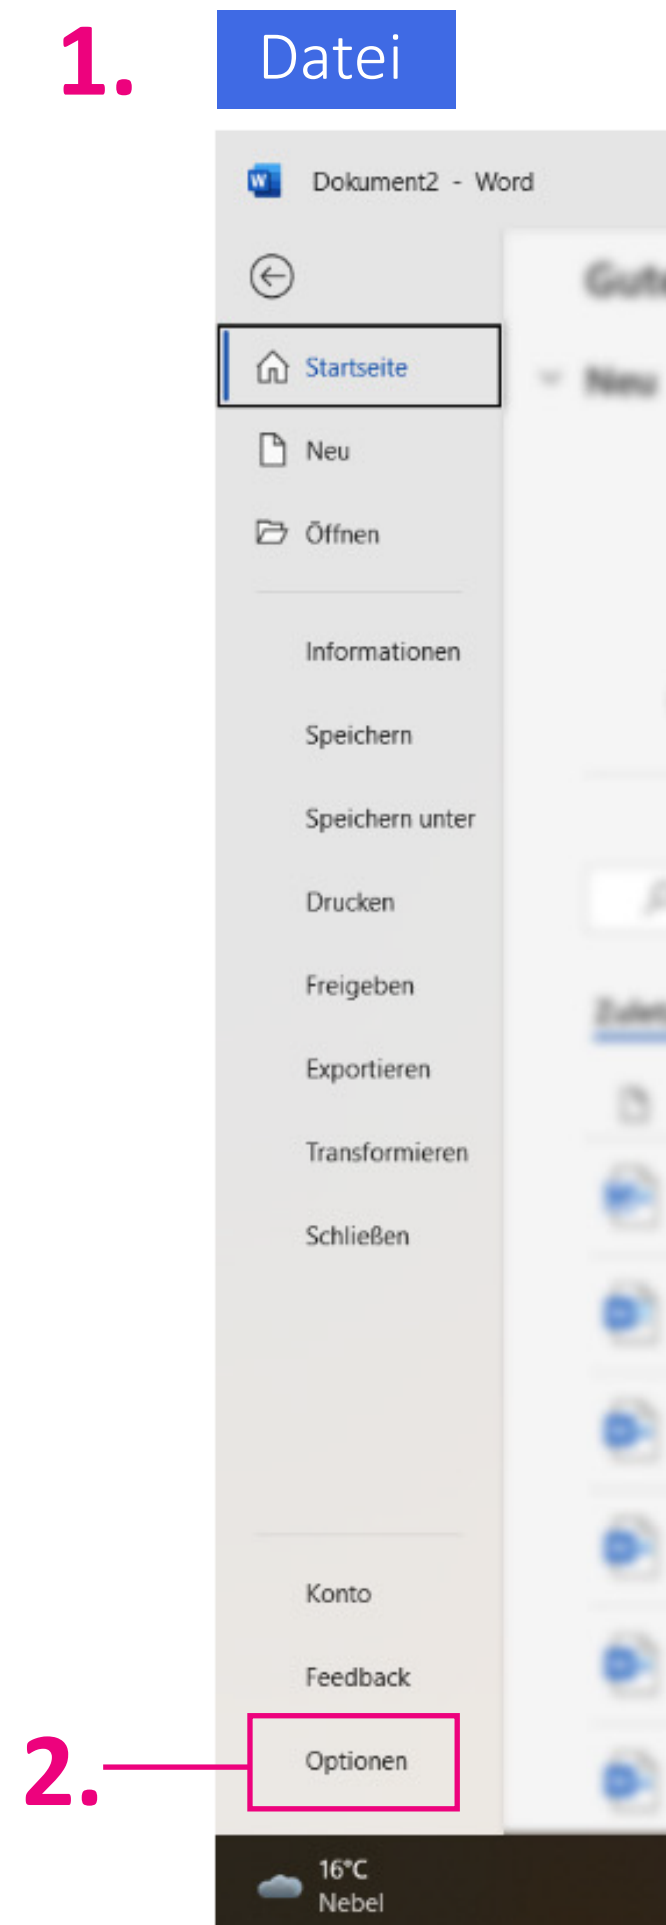 1. Datei
Dokument2 - Word
Startseite
Neu
Öffnen
Informationen
Speichern
Speichern unter
Drucken
Freigeben
Exportieren
Transformieren
Schließen
Konto
Feedback
2. Optionen
16°C
Nebel
Neu